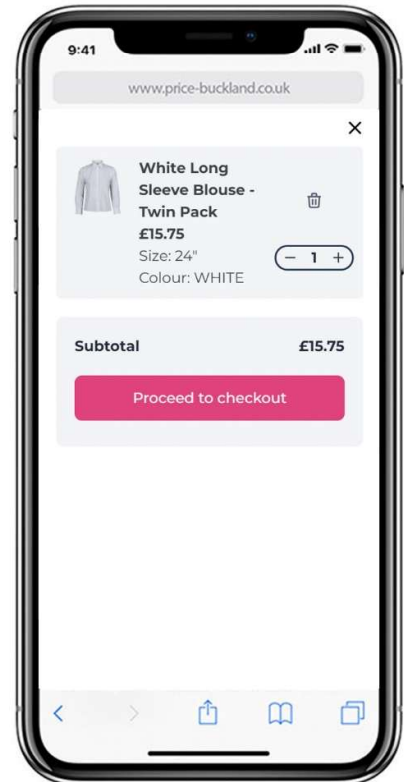 9:41
www.price-buckland.co.uk
White Long
Sleeve Blouse -
Twin Pack
£15.75
Size: 24"
Colour: WHITE
− 1 +
Subtotal £15.75
Proceed to checkout